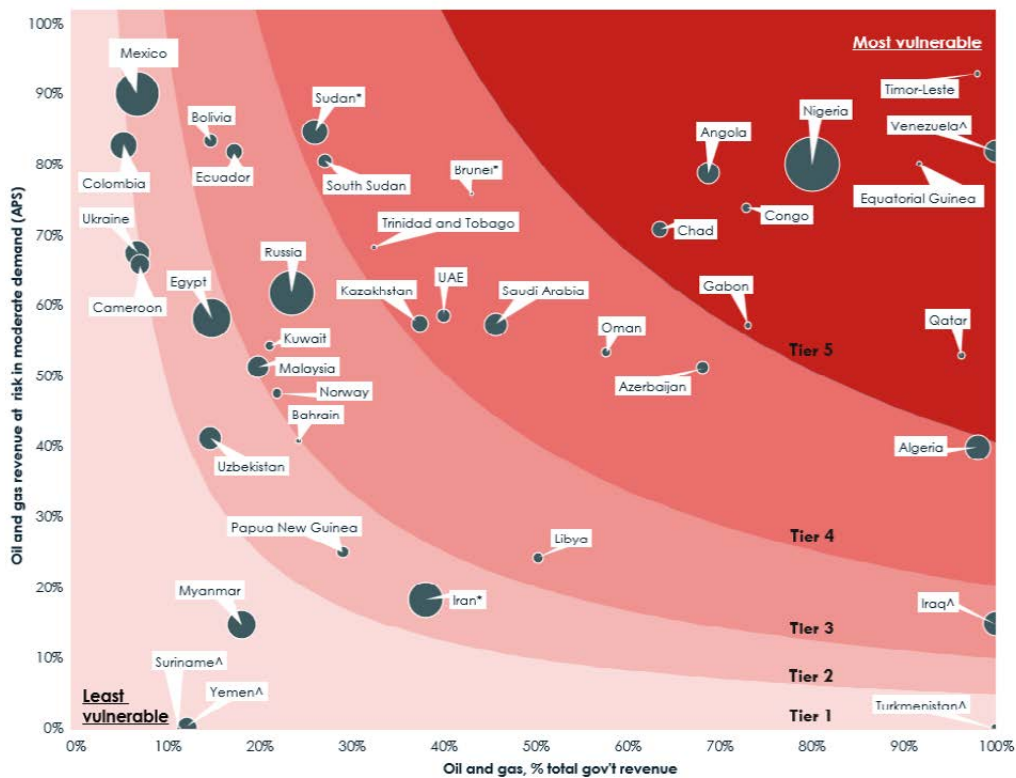 100%
Most vulnerable
Mexico
90%
Timor-Leste
Sudan*
Nigeria
Bolivia
Angola
Venezuela^
80%
Brunei*
Colombia
Ecuador
South Sudan
Equatorial Guinea
Ukraine
Trinidad and Tobago
Congo
70%
Chad
Russia
Egypt
Kazakhstan
UAE
Saudi Arabia
Gabon
60%
Cameroon
Oman
Qatar
Kuwait
Tier 5
Malaysia
Azerbaijan
50%
Norway
Bahrain
40%
Algeria
Uzbekistan
30%
Papua New Guinea
Libya
Tier 4
20%
Myanmar
Iran*
Iraq^
Tier 3
10%
Suriname^
Yemen^
Tier 2
Least
vulnerable
Turkmenistan^
Tier 1
0%
0% 10% 20% 30% 40% 50% 60% 70% 80% 90% 100%
Oil and gas, % total gov't revenue
Oil and gas revenue at risk in moderate demand (APS)